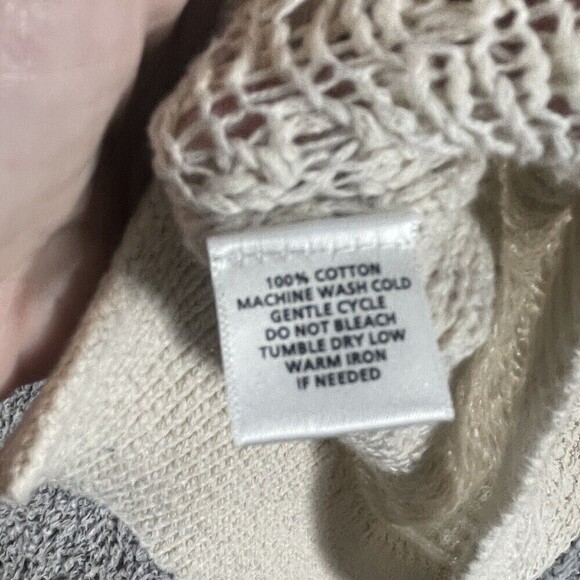 100% COTTON
MACHINE WASH COLD
GENTLE CYCLE
DO NOT BLEACH
TUMBLE DRY LOW
WARM IRON
IF NEEDED